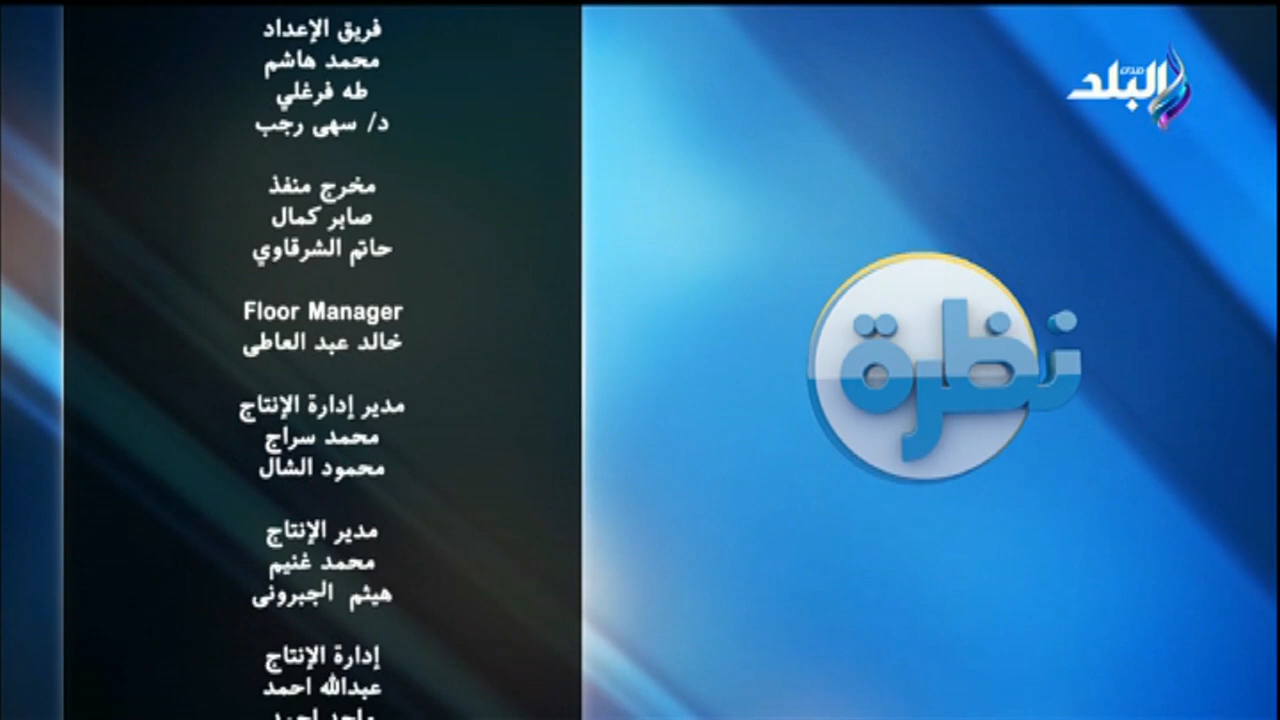 فريق الإعداد
محمد هاشم
طه فرغلي
د/ سهى رجب
مخرج منفذ
صابر كمال
حاتم الشرقاوي
Floor Manager
خالد عبد العاطى
مدير إدارة الإنتاج
محمد سراج
محمود الشال
مدير الإنتاج
محمد غنيم
هيثم الجبرونى
إدارة الإنتاج
عبدالله احمد
صدى البلد
نظرة